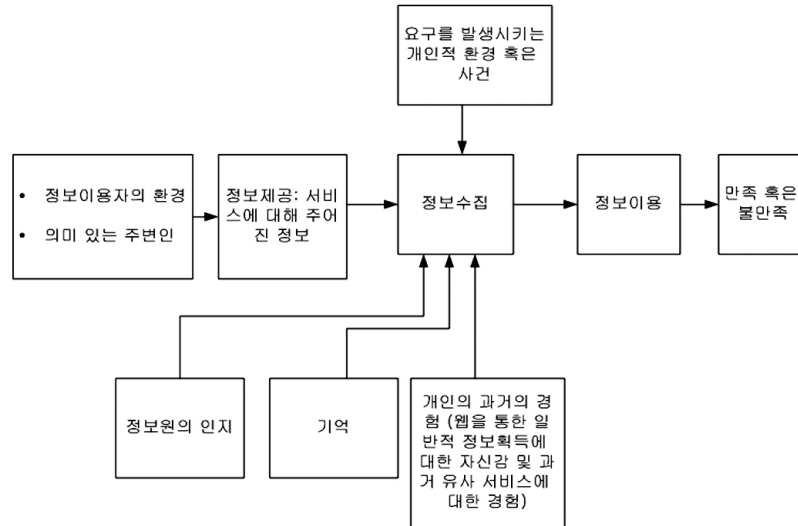 요구를 발생시키는
개인적 환경 혹은
사건
• 정보이용자의 환경
• 의미 있는 주변인
정보제공: 서비
스에 대해 주어
진 정보
정보수집
정보이용
만족 혹은
불만족
정보원의 인지
기억
개인의 과거의 경
험 (웹을 통한 일
반적 정보획득에
대한 자신감 및 과
거 유사 서비스에
대한 경험)